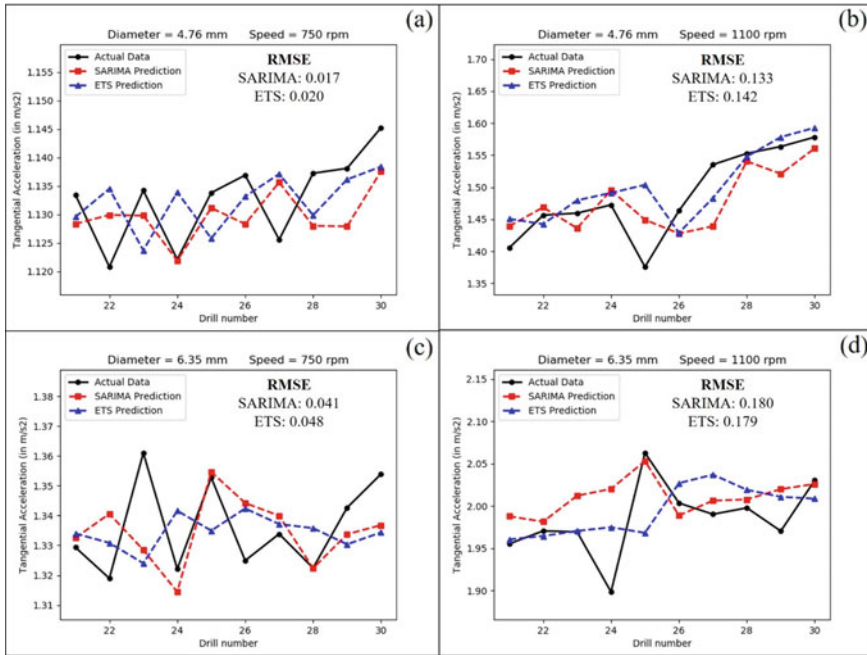 (a)
Diameter = 4.76 mm Speed = 750 rpm
Actual Data
SARIMA Prediction
ETS Prediction
RMSE
SARIMA: 0.017
ETS: 0.020
Tangential Acceleration (in m/s2)
1.155
1.150
1.145
1.140
1.135
1.130
1.125
1.120
22 24 26 28 30
Drill number
(b)
Diameter = 4.76 mm Speed = 1100 rpm
Actual Data
SARIMA Prediction
ETS Prediction
RMSE
SARIMA: 0.133
ETS: 0.142
Tangential Acceleration (in m/s2)
1.70
1.65
1.60
1.55
1.50
1.45
1.40
1.35
22 24 26 28 30
Drill number
(c)
Diameter = 6.35 mm Speed = 750 rpm
Actual Data
SARIMA Prediction
ETS Prediction
RMSE
SARIMA: 0.041
ETS: 0.048
Tangential Acceleration (in m/s2)
1.38
1.37
1.36
1.35
1.34
1.33
1.32
1.31
22 24 26 28 30
Drill number
(d)
Diameter = 6.35 mm Speed = 1100 rpm
Actual Data
SARIMA Prediction
ETS Prediction
RMSE
SARIMA: 0.180
ETS: 0.179
Tangential Acceleration (in m/s2)
2.15
2.10
2.05
2.00
1.95
1.90
22 24 26 28 30
Drill number